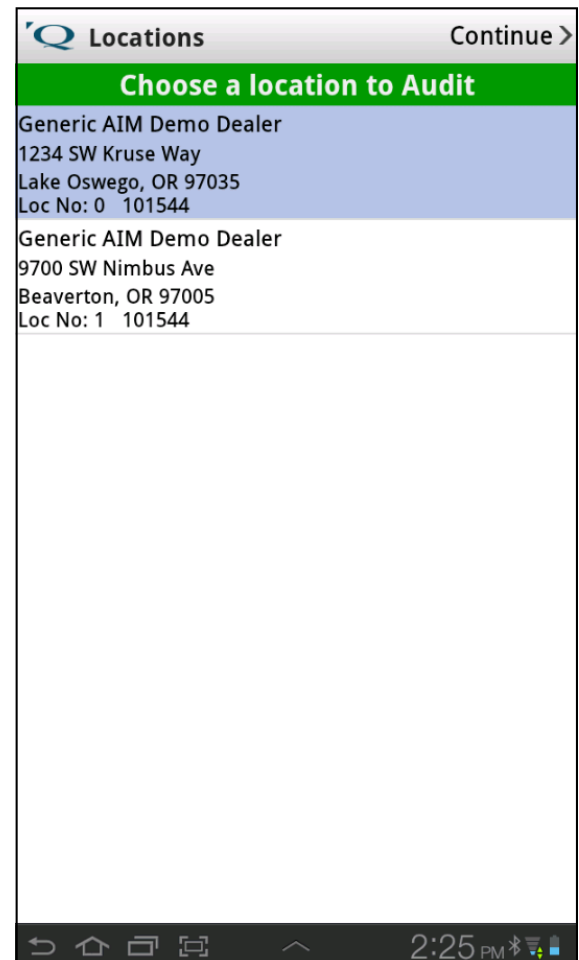 Locations
Continue
Choose a location to Audit
Generic AIM Demo Dealer
1234 SW Kruse Way
Lake Oswego, OR 97035
Loc No: 0 101544
Generic AIM Demo Dealer
9700 SW Nimbus Ave
Beaverton, OR 97005
Loc No: 1 101544
2:25 PM